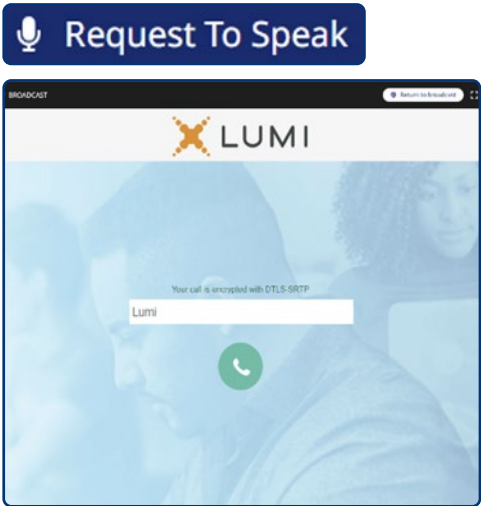 Request To Speak
BROADCAST
Return to broadcast
LUMI
Your call is encrypted with DTLS-SRTP
Lumi